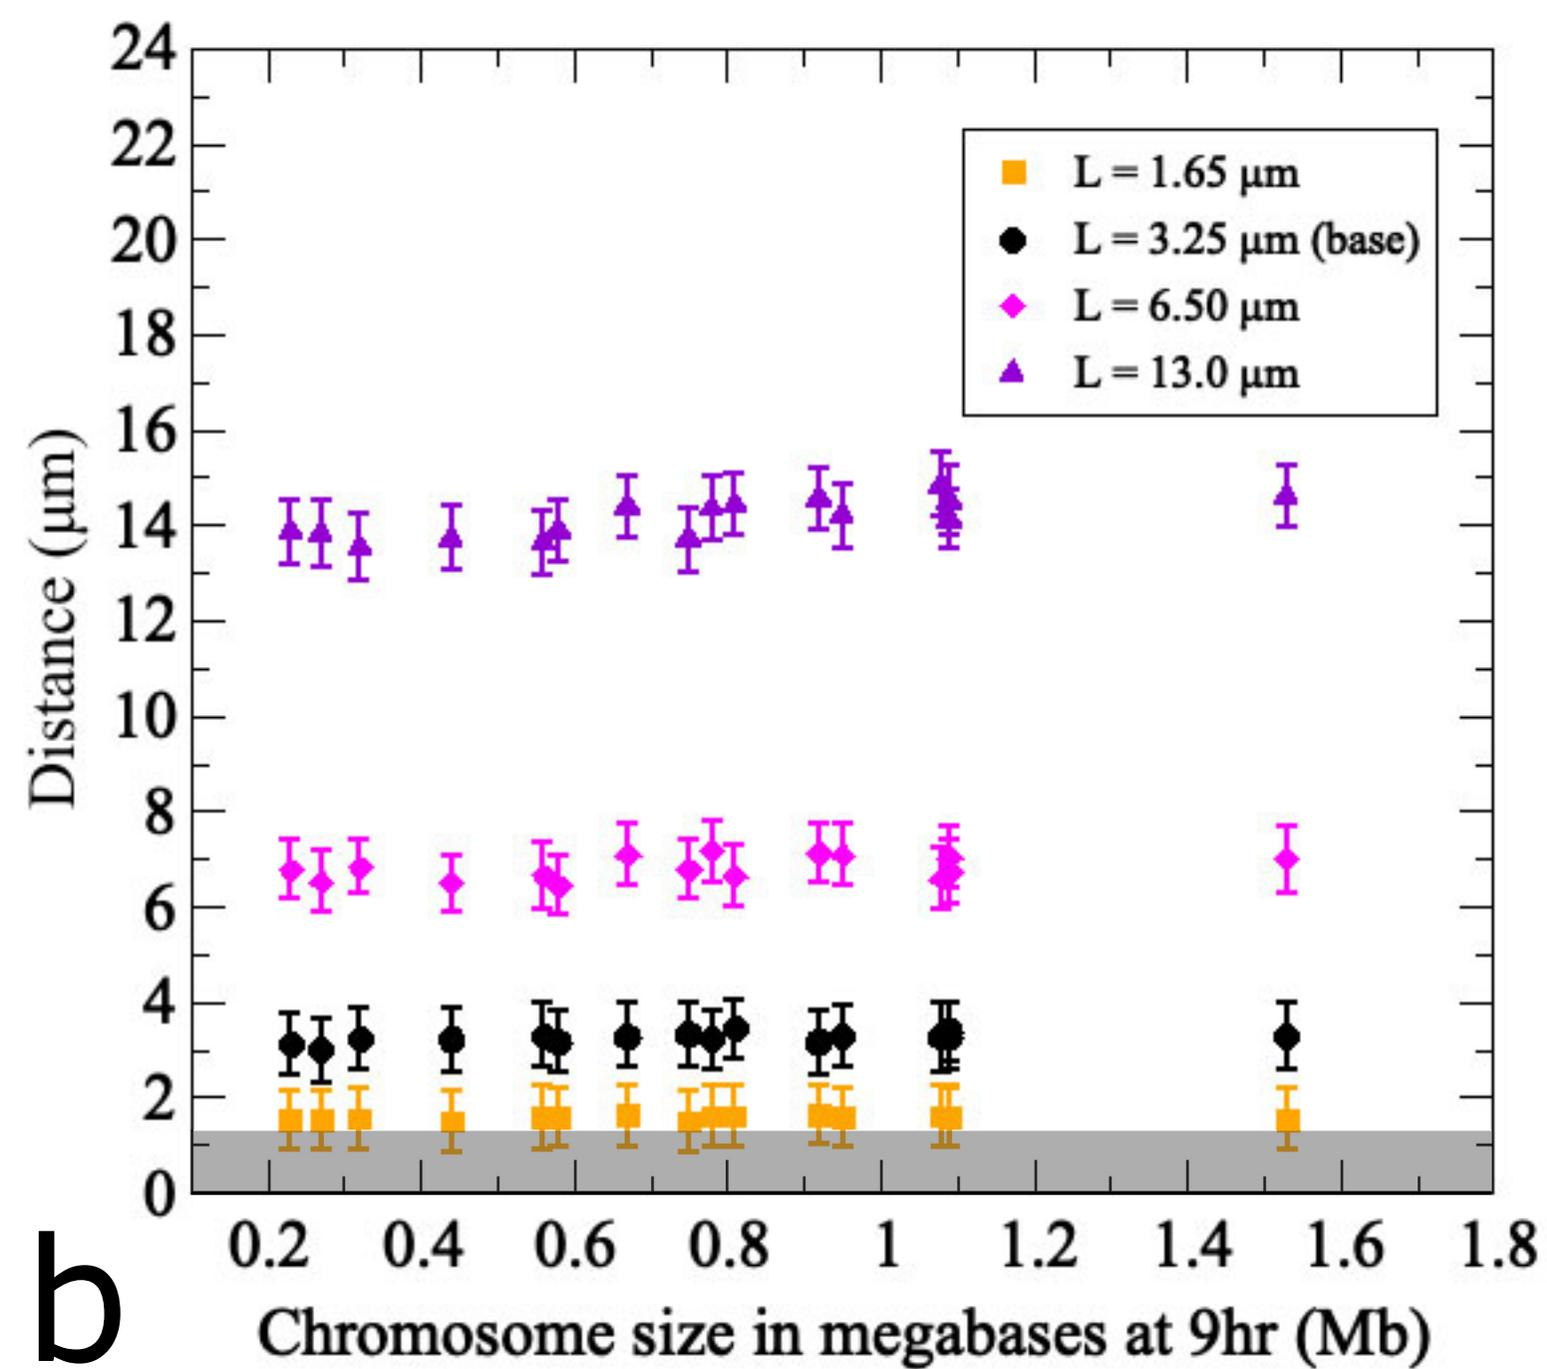 24
22
20
18
16
14
12
10
8
6
4
2
0
Distance (μm)
L = 1.65 μm
L = 3.25 μm (base)
L = 6.50 μm
L = 13.0 μm
0.2 0.4 0.6 0.8 1 1.2 1.4 1.6 1.8
Chromosome size in megabases at 9hr (Mb)
b